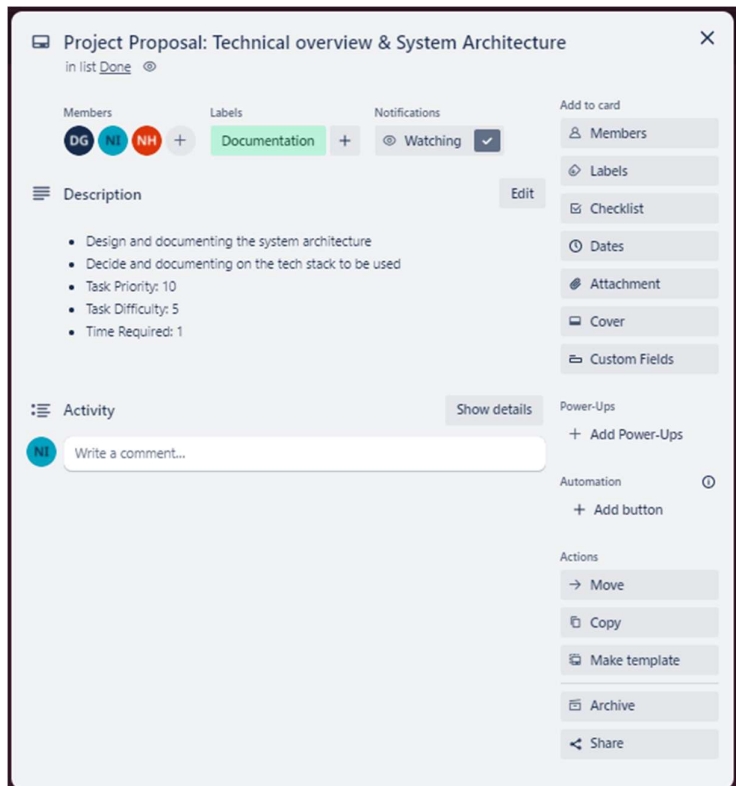 Project Proposal: Technical overview & System Architecture
in list Done
Members
DG NI NH +
Labels
Documentation +
Notifications
Watching
Description
Edit
Design and documenting the system architecture
Decide and documenting on the tech stack to be used
Task Priority: 10
Task Difficulty: 5
Time Required: 1
Activity
Show details
NI
Write a comment...
Add to card
Members
Labels
Checklist
Dates
Attachment
Cover
Custom Fields
Power-Ups
+ Add Power-Ups
Automation
+ Add button
Actions
Move
Copy
Make template
Archive
Share